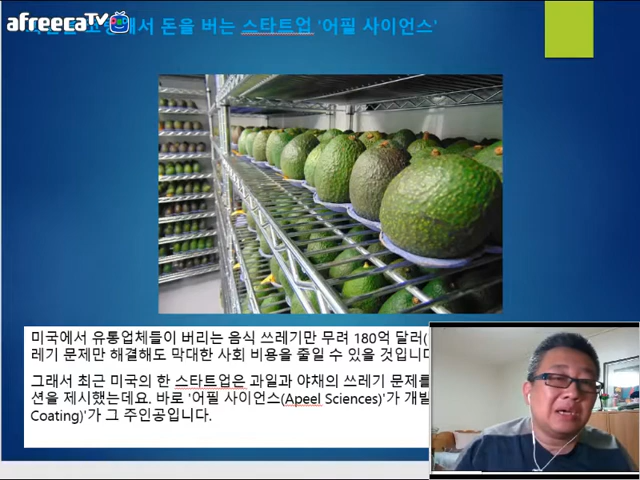 afreecaTV
에서 돈을 버는 스타트업 '어필 사이언스'
미국에서 유통업체들이 버리는 음식 쓰레기만 무려 180억 달러(
레기 문제만 해결해도 막대한 사회 비용을 줄일 수 있을 것입니다
그래서 최근 미국의 한 스타트업은 과일과 야채의 쓰레기 문제를
션을 제시했는데요. 바로 '어필 사이언스(Apeel Sciences)'가 개발
Coating)'가 그 주인공입니다.